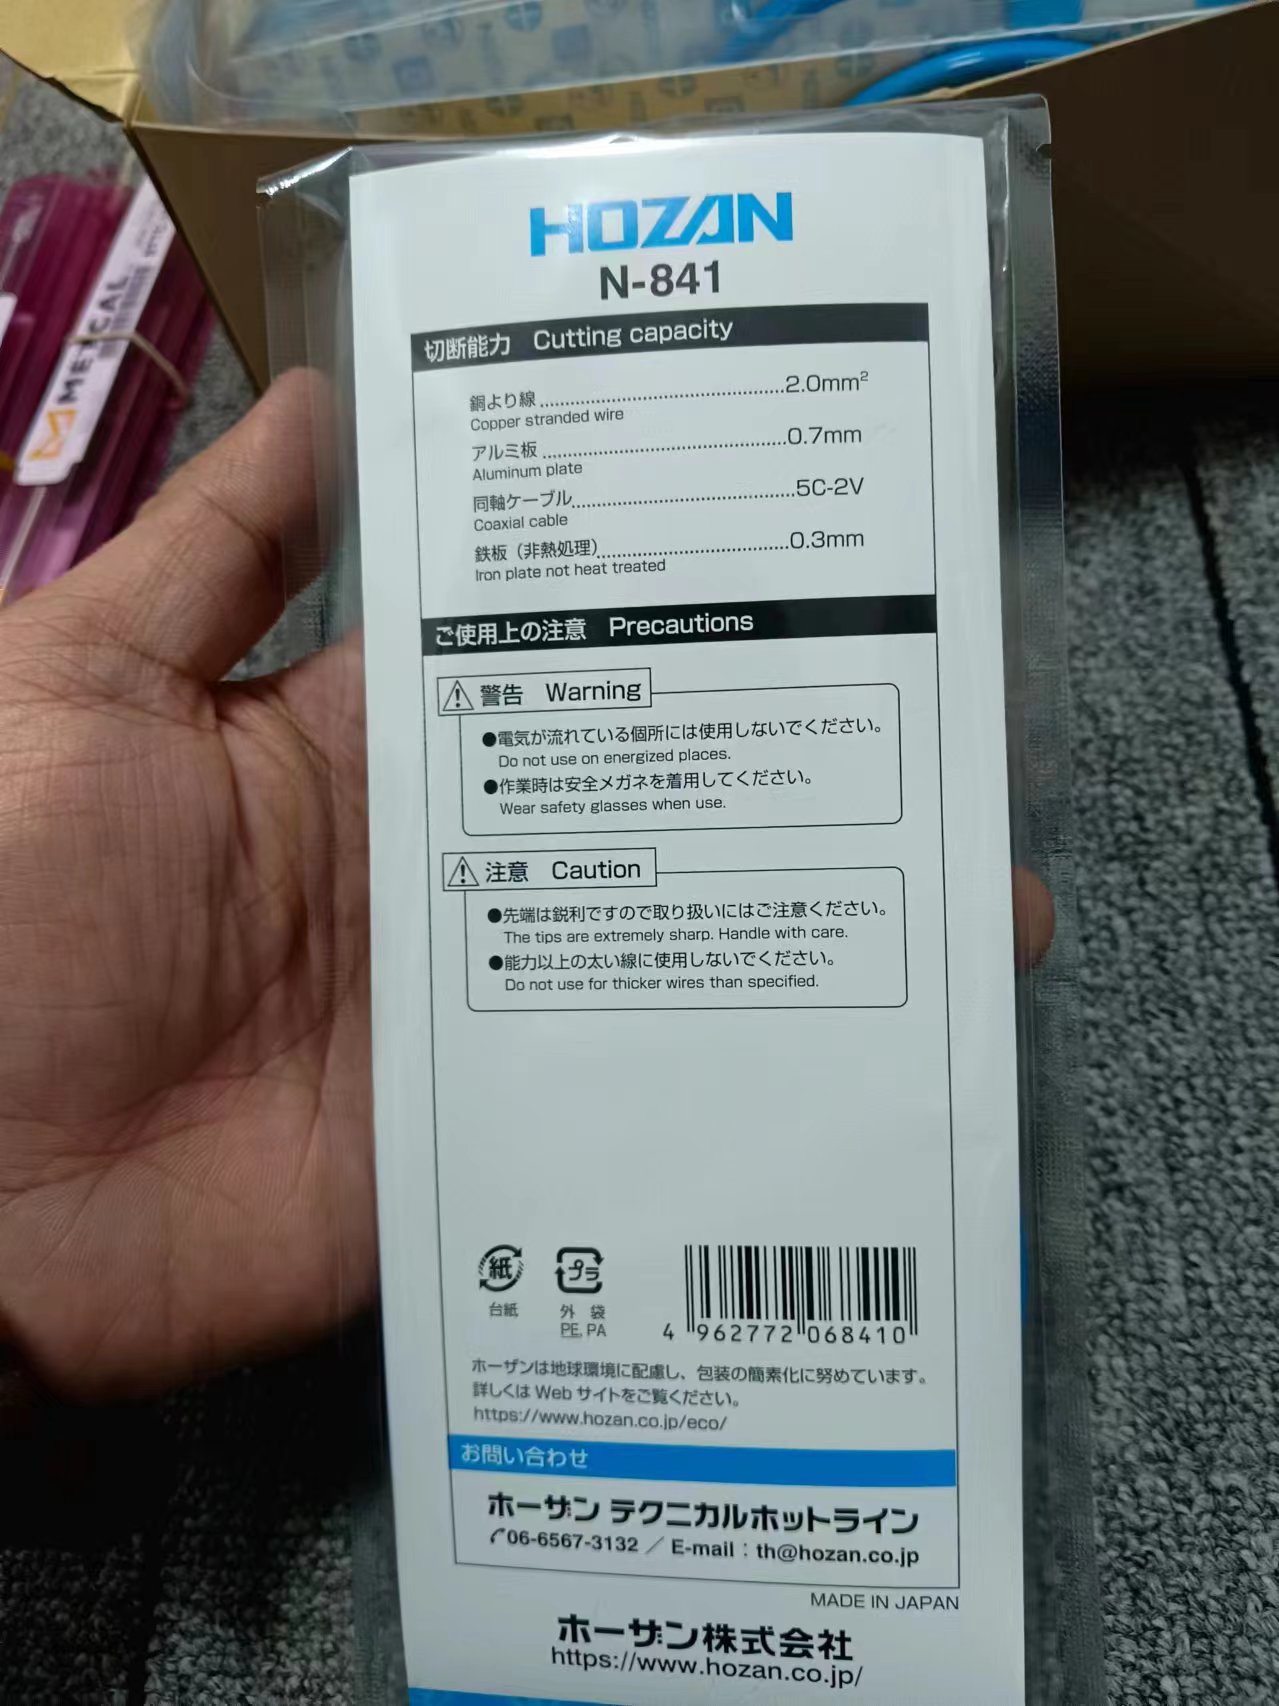 METCAL
HOZAN
N-841
切断能力 Cutting capacity
銅より線 2.0mm²
Copper stranded wire
アルミ板 0.7mm
Aluminum plate
同軸ケーブル 5C-2V
Coaxial cable
鉄板（非熱処理） 0.3mm
Iron plate not heat treated
ご使用上の注意 Precautions
警告 Warning
●電気が流れている個所には使用しないでください。
Do not use on energized places.
●作業時は安全メガネを着用してください。
Wear safety glasses when use.
注意 Caution
●先端は鋭利ですので取り扱いにはご注意ください。
The tips are extremely sharp. Handle with care.
●能力以上の太い線に使用しないでください。
Do not use for thicker wires than specified.
紙
台紙
プラ
外 袋
PE, PA
4 962772 068410
ホーザンは地球環境に配慮し、包装の簡素化に努めています。
詳しくは Web サイトをご覧ください。
https://www.hozan.co.jp/eco/
お問い合わせ
ホーザン テクニカルホットライン
06-6567-3132 ／ E-mail：th@hozan.co.jp
MADE IN JAPAN
ホーザン株式会社
https://www.hozan.co.jp/